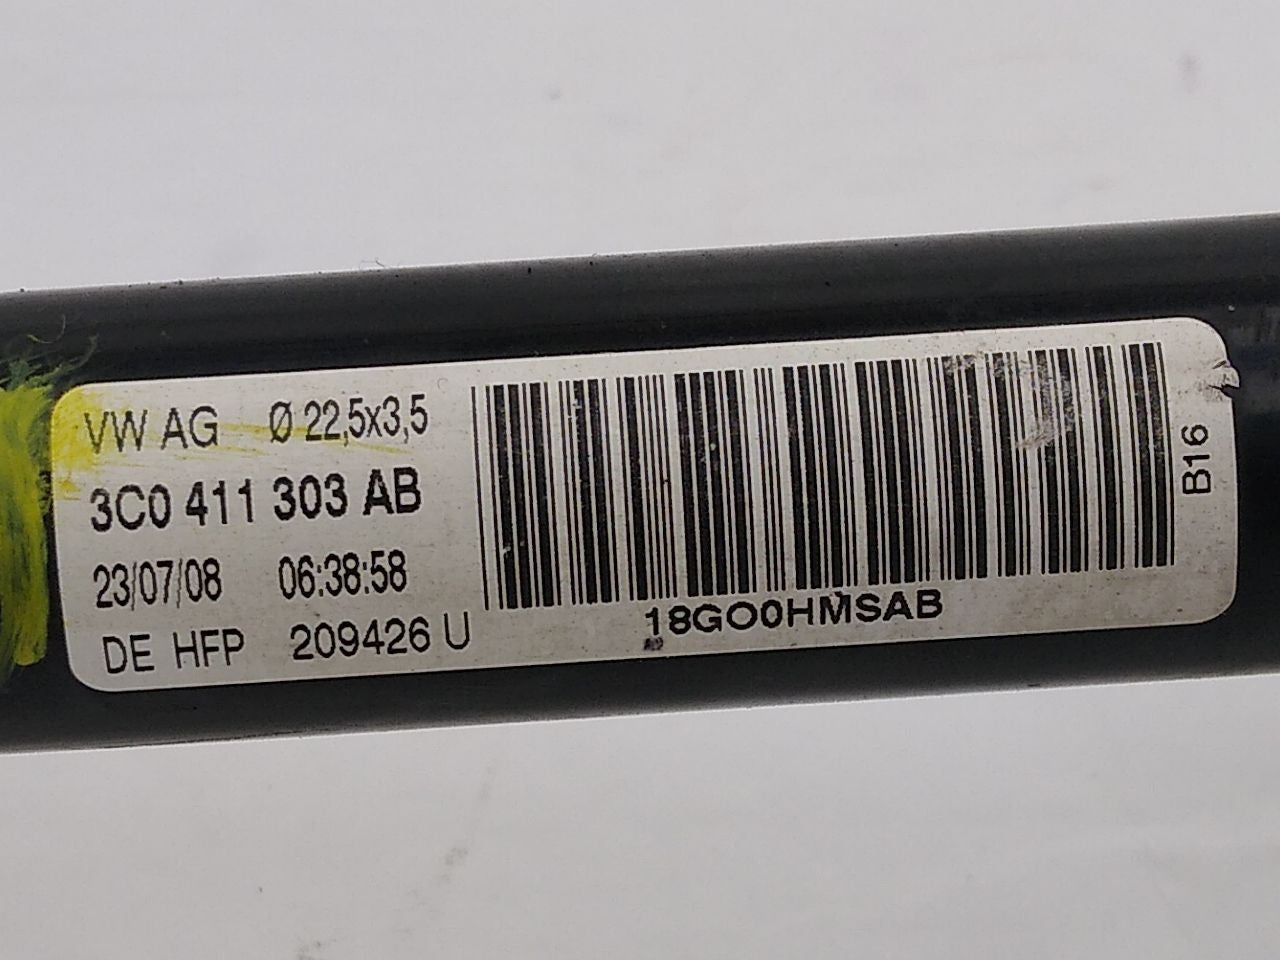 VW AG Ø 22,5x3,5
3C0 411 303 AB
23/07/08 06:38:58
DE HFP 209426 U
18GO0HMSAB
B16